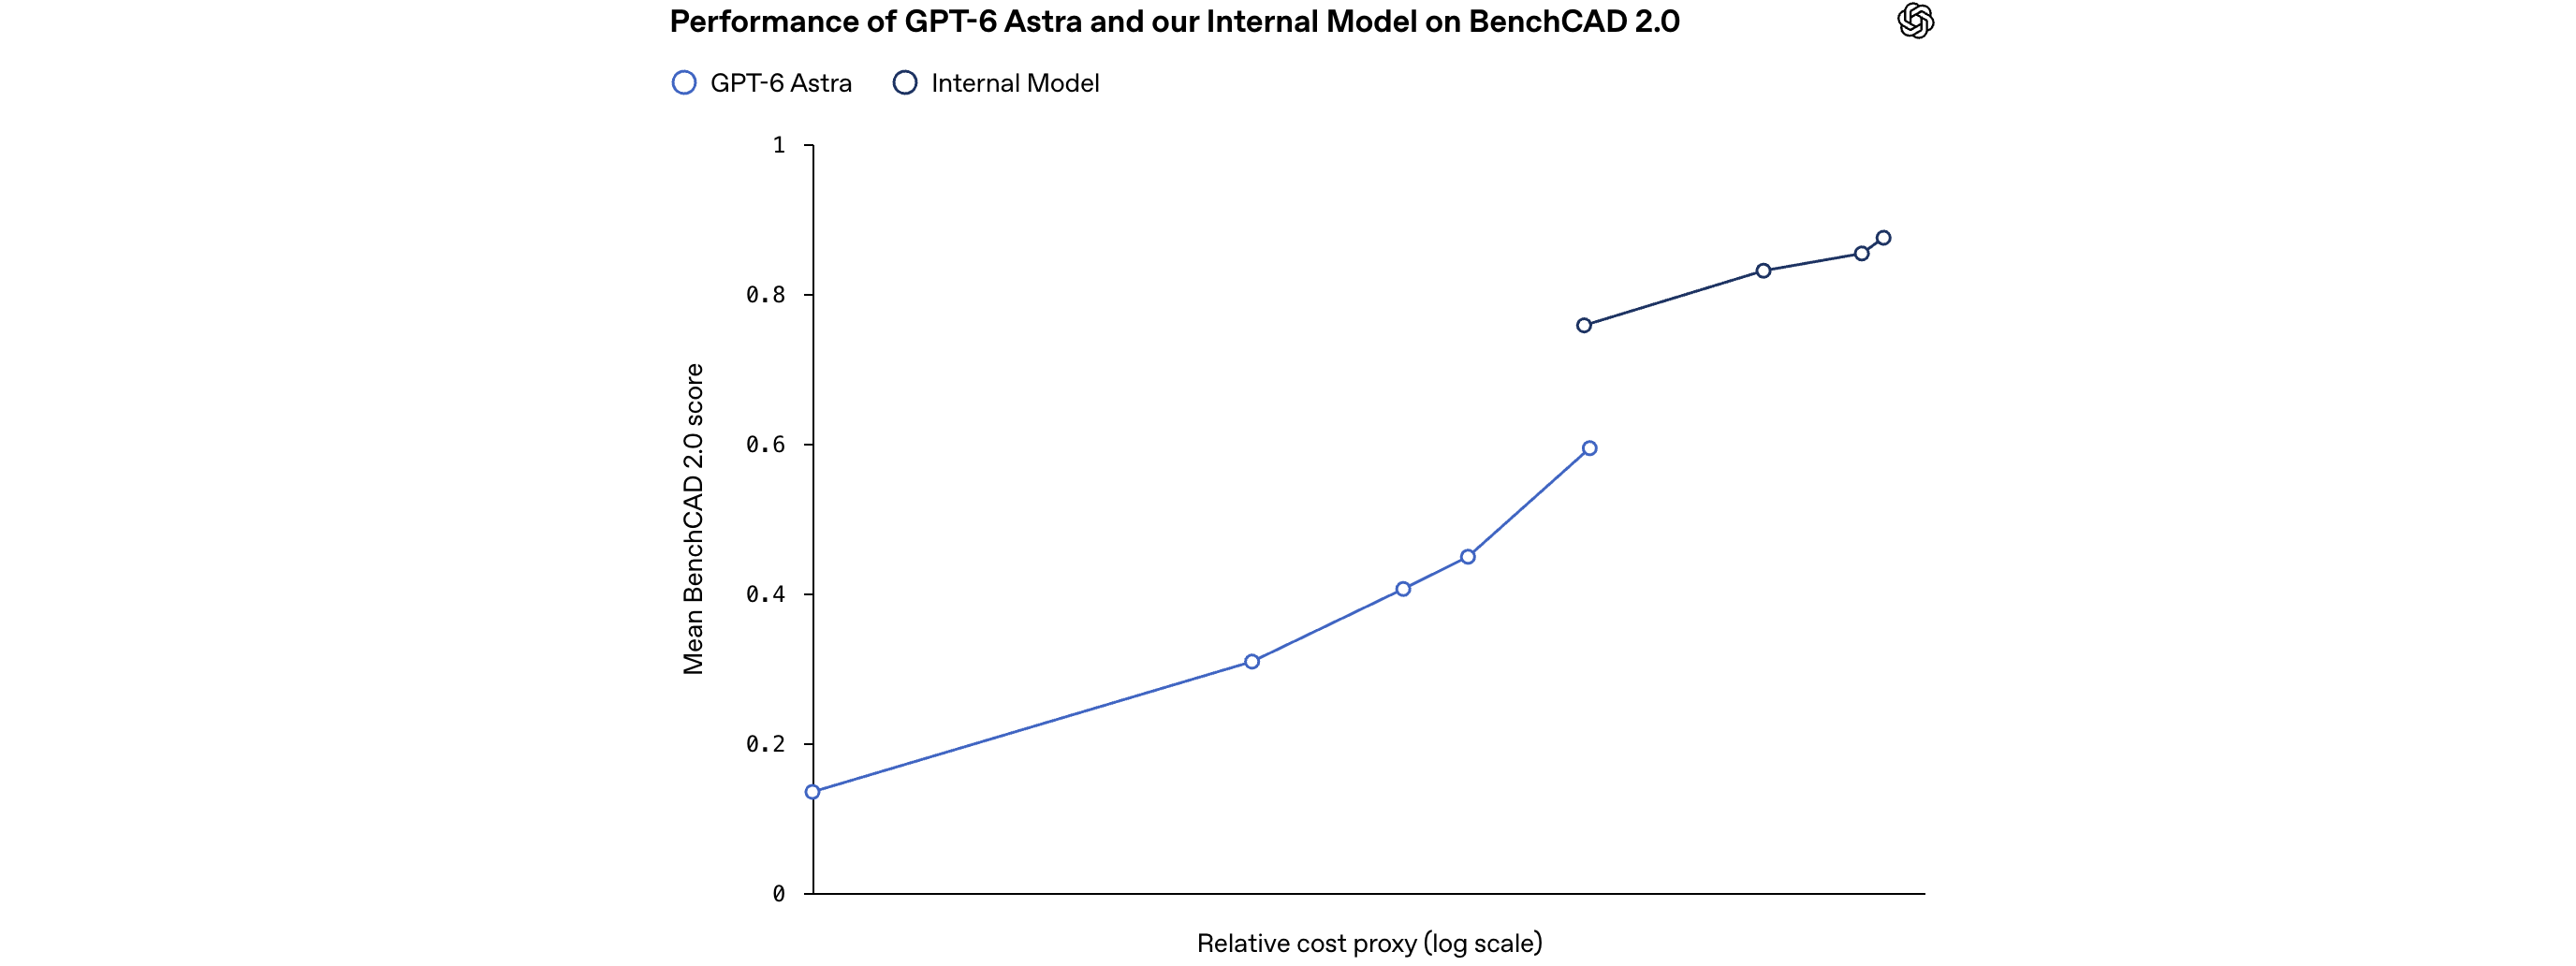 Performance of GPT-6 Astra and our Internal Model on BenchCAD 2.0
GPT-6 Astra
Internal Model
1
0.8
0.6
0.4
0.2
0
Mean BenchCAD 2.0 score
Relative cost proxy (log scale)